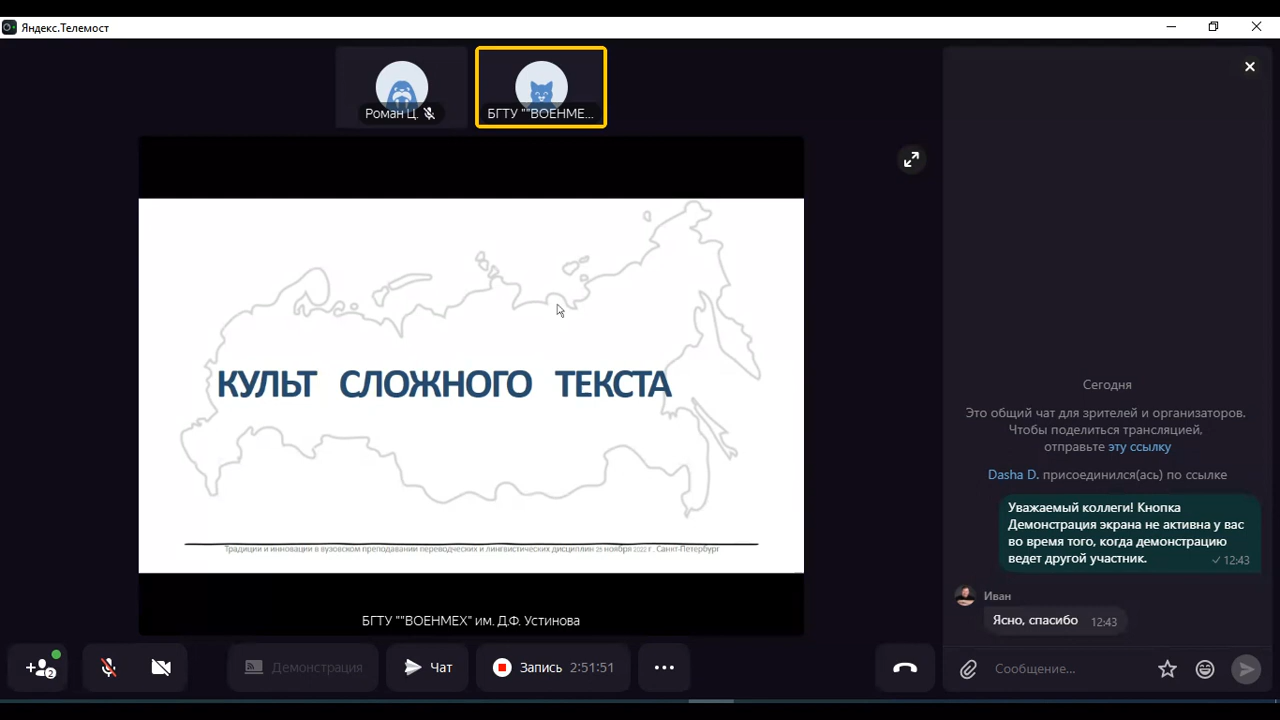 Яндекс.Телемост
Роман Ц.
БГТУ ""ВОЕНМЕ...
КУЛЬТ СЛОЖНОГО ТЕКСТА
Традиции и инновации в вузовском преподавании переводческих и лингвистических дисциплин 25 ноября 2022 г. Санкт-Петербург
БГТУ ""ВОЕНМЕХ" им. Д.Ф. Устинова
Сегодня
Это общий чат для зрителей и организаторов.
Чтобы поделиться трансляцией,
отправьте эту ссылку
Dasha D. присоединился(ась) по ссылке
Уважаемый коллеги! Кнопка
Демонстрация экрана не активна у вас
во время того, когда демонстрацию
ведет другой участник.
12:43
Иван
Ясно, спасибо 12:43
2
Демонстрация
Чат
Запись 2:51:51
Сообщение...